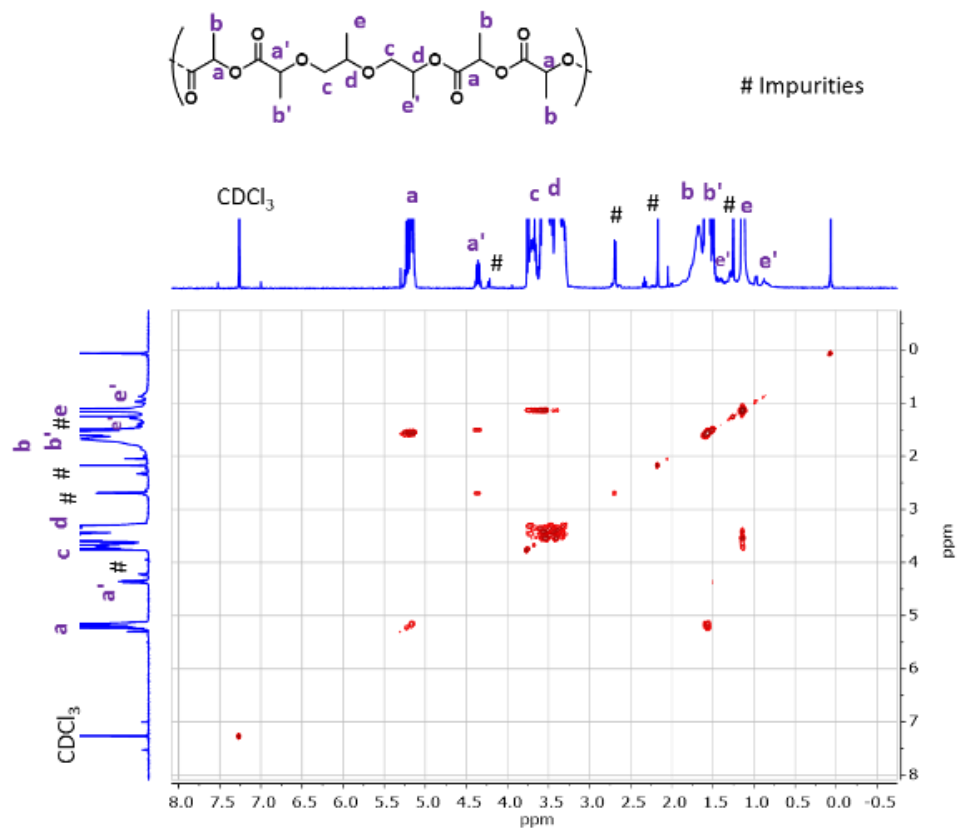 b e b
O a' O c d O O a
a O b' c d O e' a O O a O
O O b
# Impurities
CDCl3 a a' # c d # # b b' # e
e' e'
0
1
2
3
4
5
6
7
8
ppm
e'
e
e'
#
b'
b
#
#
d
c
#
a'
a
CDCl3
8.0 7.0 6.5 6.0 5.5 5.0 4.5 4.0 3.5 3.0 2.5 2.0 1.5 1.0 0.5 0.0 -0.5
ppm